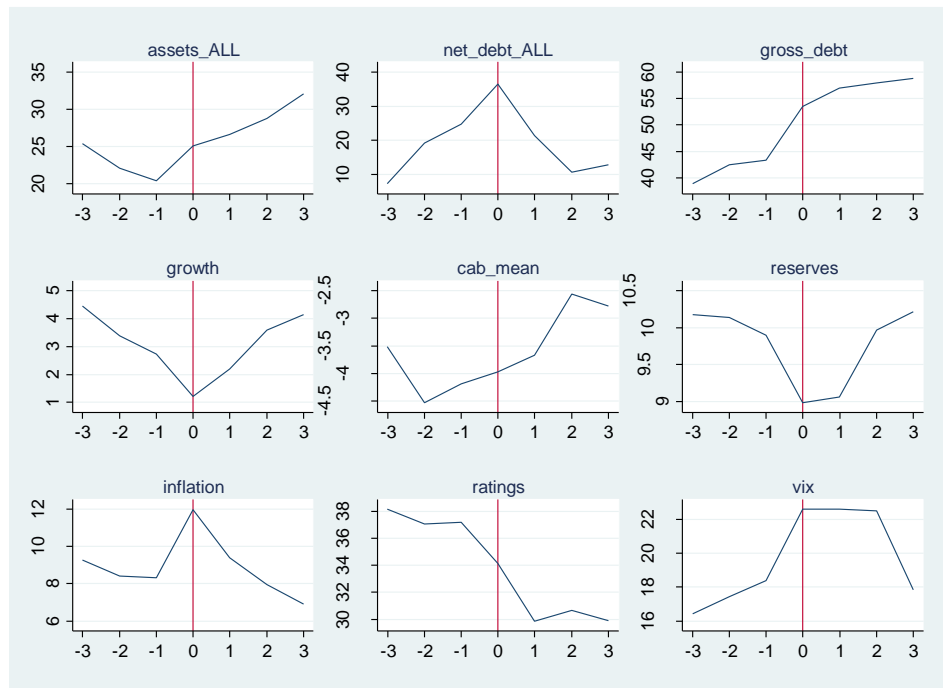 assets_ALL
net_debt_ALL
gross_debt
20 25 30 35
10 20 30 40
40 45 50 55 60
-3 -2 -1 0 1 2 3
-3 -2 -1 0 1 2 3
-3 -2 -1 0 1 2 3
growth
cab_mean
reserves
1 2 3 4 5
-4.5 -4 -3.5 -3 -2.5
9 9.5 10 10.5
-3 -2 -1 0 1 2 3
-3 -2 -1 0 1 2 3
-3 -2 -1 0 1 2 3
inflation
ratings
vix
6 8 10 12
30 32 34 36 38
16 18 20 22
-3 -2 -1 0 1 2 3
-3 -2 -1 0 1 2 3
-3 -2 -1 0 1 2 3